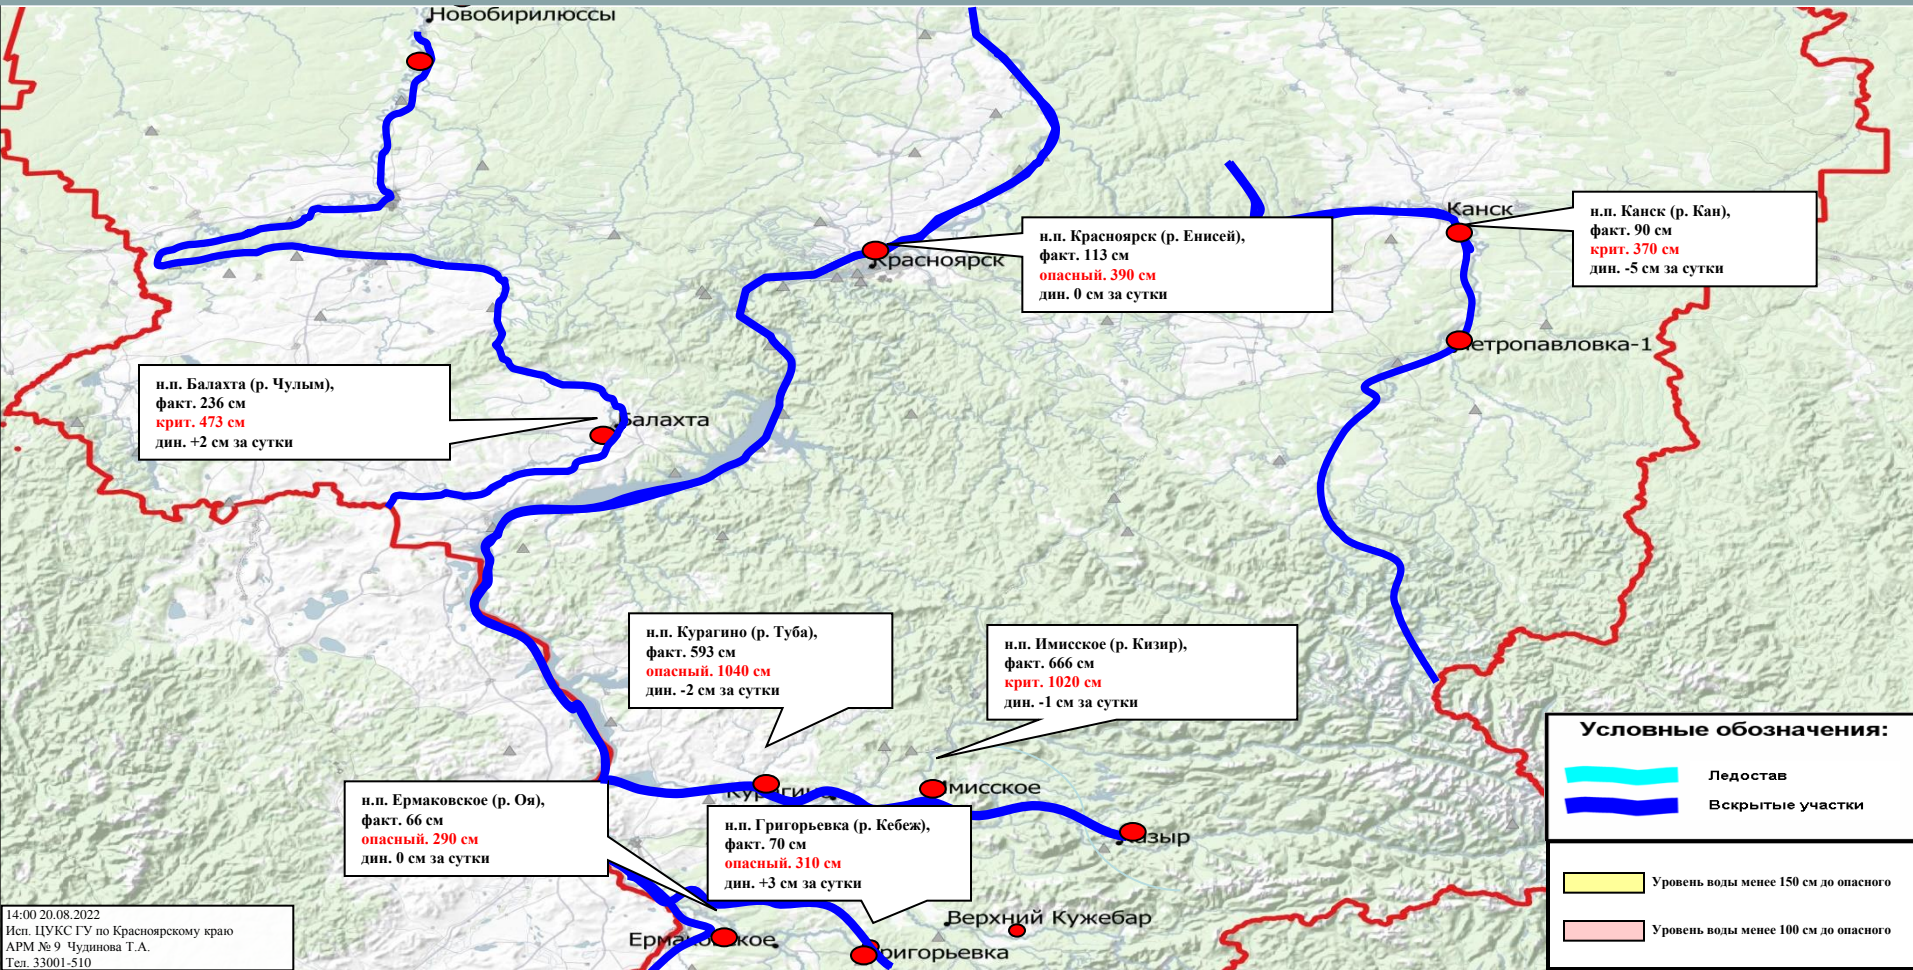 Новобирилюссы
Канск
н.п. Канск (р. Кан),
факт. 90 см
крит. 370 см
дин. -5 см за сутки
н.п. Красноярск (р. Енисей),
факт. 113 см
опасный. 390 см
дин. 0 см за сутки
Красноярск
Петропавловка-1
н.п. Балахта (р. Чулым),
факт. 236 см
крит. 473 см
дин. +2 см за сутки
Балахта
н.п. Курагино (р. Туба),
факт. 593 см
опасный. 1040 см
дин. -2 см за сутки
н.п. Имисское (р. Кизир),
факт. 666 см
крит. 1020 см
дин. -1 см за сутки
Условные обозначения:
Ледостав
Вскрытые участки
Курагино
Имисское
Казыр
н.п. Ермаковское (р. Оя),
факт. 66 см
опасный. 290 см
дин. 0 см за сутки
н.п. Григорьевка (р. Кебеж),
факт. 70 см
опасный. 310 см
дин. +3 см за сутки
Уровень воды менее 150 см до опасного
Уровень воды менее 100 см до опасного
Верхний Кужебар
Ермаковское
Григорьевка
14:00 20.08.2022
Исп. ЦУКС ГУ по Красноярскому краю
АРМ № 9 Чудинова Т.А.
Тел. 33001-510